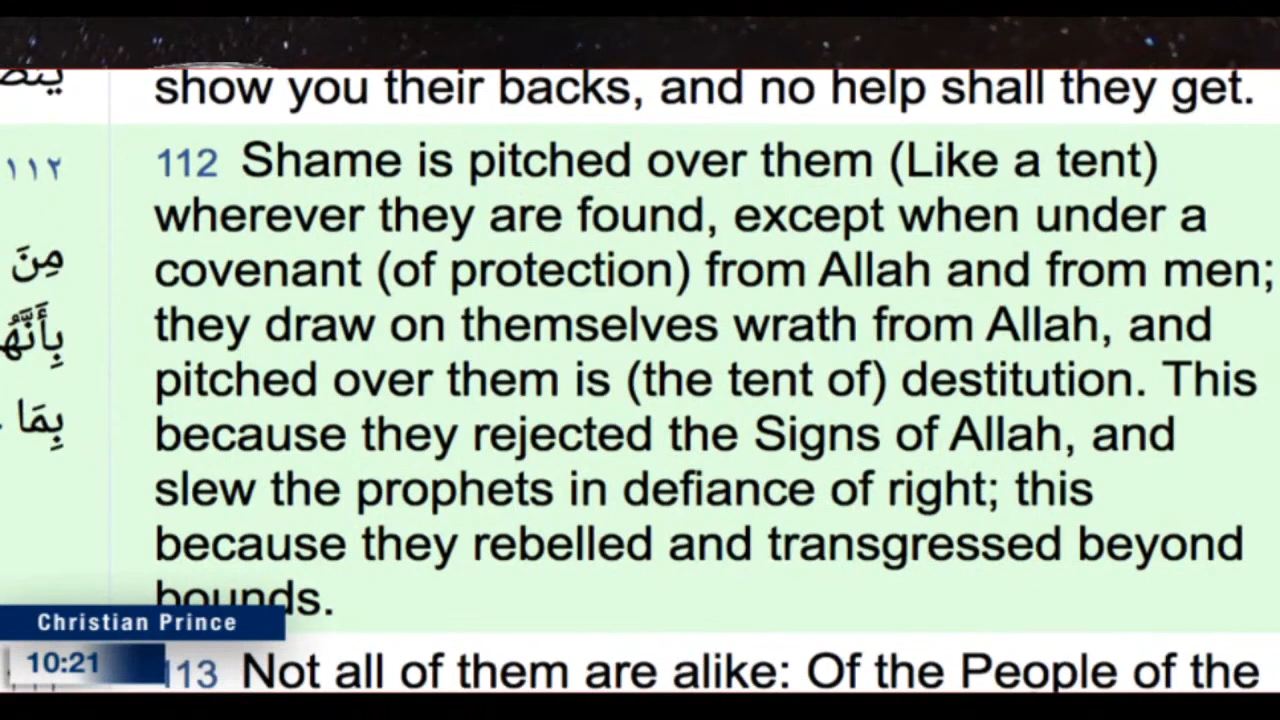 show you their backs, and no help shall they get.
١١٢
112 Shame is pitched over them (Like a tent)
wherever they are found, except when under a
مِنَ
covenant (of protection) from Allah and from men;
they draw on themselves wrath from Allah, and
pitched over them is (the tent of) destitution. This
بِمَا
because they rejected the Signs of Allah, and
slew the prophets in defiance of right; this
because they rebelled and transgressed beyond
bounds.
Christian Prince
10:21
113 Not all of them are alike: Of the People of the